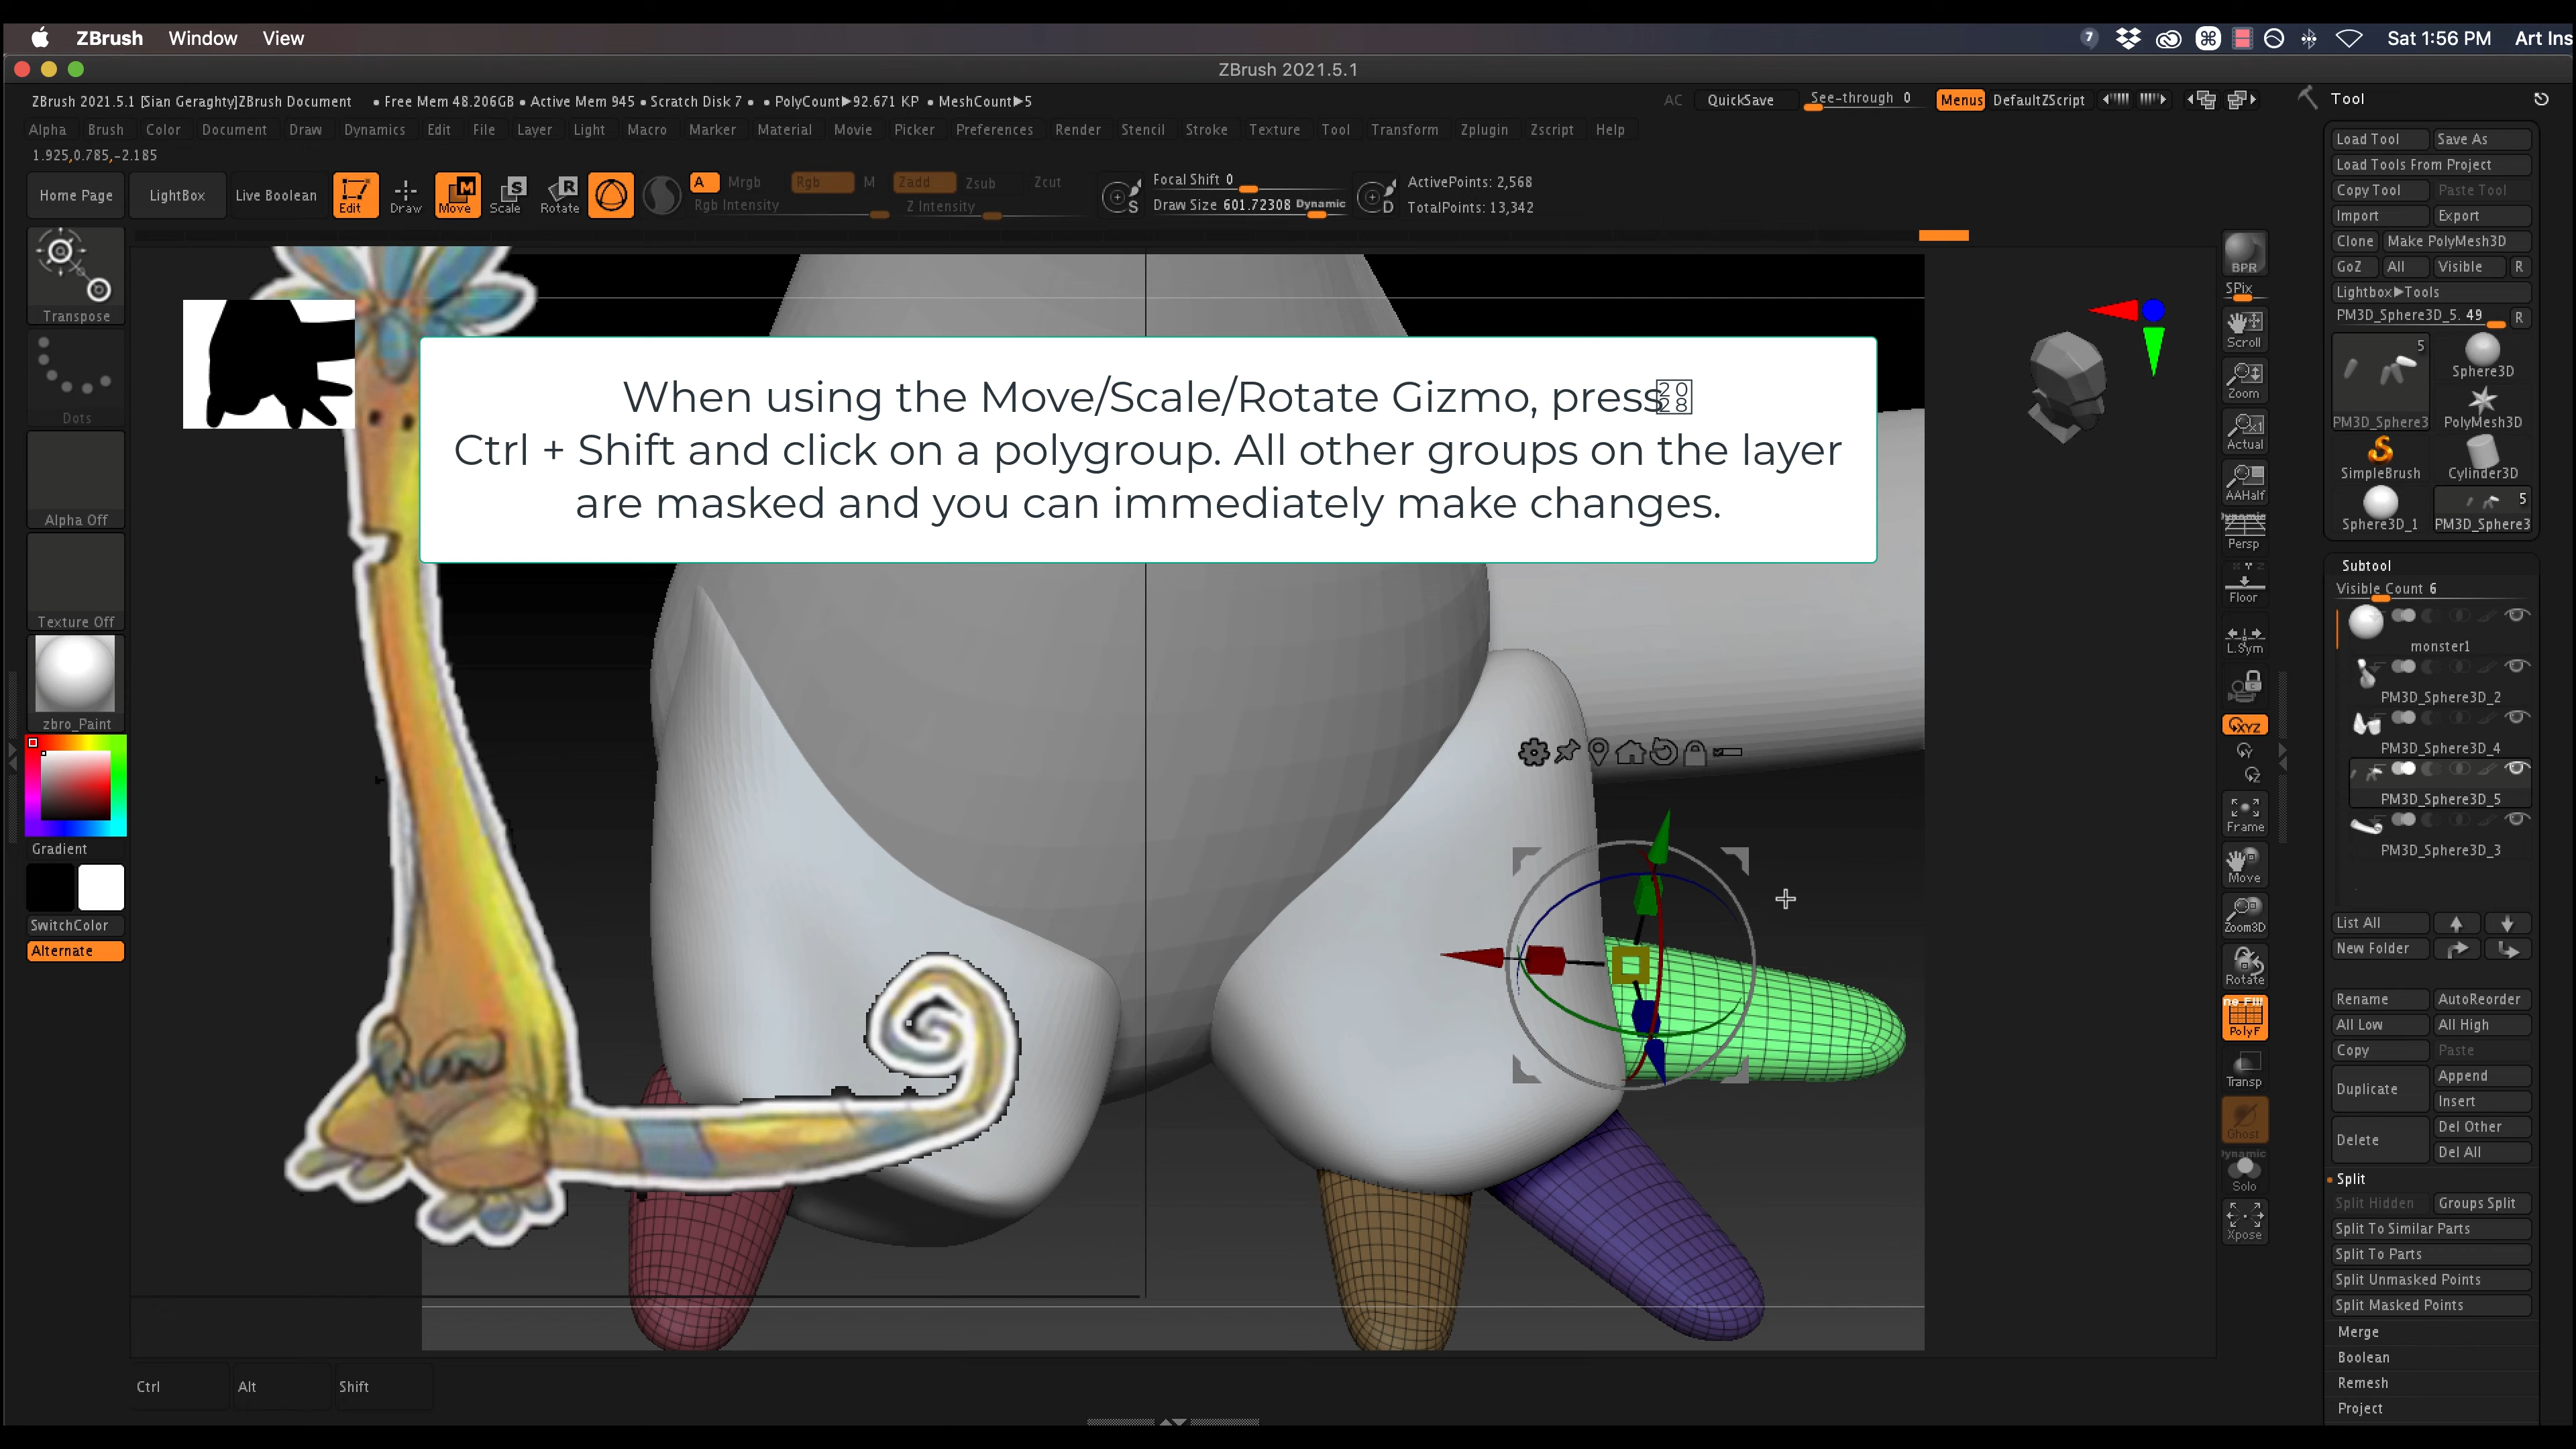 ZBrush Window View
7 Sat 1:56 PM Art Ins
ZBrush 2021.5.1
ZBrush 2021.5.1 [Sian Geraghty]ZBrush Document • Free Mem 48.206GB • Active Mem 945 • Scratch Disk 7 • • PolyCount▶92.671 KP • MeshCount▶5
AC QuickSave See-through 0 Menus DefaultZScript
Tool
Alpha Brush Color Document Draw Dynamics Edit File Layer Light Macro Marker Material Movie Picker Preferences Render Stencil Stroke Texture Tool Transform Zplugin Zscript Help
1.925,0.785,-2.185
Home Page LightBox Live Boolean Edit Draw Move Scale Rotate
A Mrgb Rgb M Zadd Zsub Zcut
Rgb Intensity Z Intensity
Focal Shift 0
Draw Size 601.72308 Dynamic
ActivePoints: 2,568
TotalPoints: 13,342
Transpose
Dots
Alpha Off
Texture Off
zbro_Paint
Gradient
SwitchColor
Alternate
When using the Move/Scale/Rotate Gizmo, press
Ctrl + Shift and click on a polygroup. All other groups on the layer
are masked and you can immediately make changes.
Ctrl Alt Shift
BPR
SPix
Scroll
Zoom
Actual
AAHalf
Dynamic
Persp
Floor
L.Sym
XYZ
Y
Z
Frame
Move
Zoom3D
Rotate
ne Fill
PolyF
Transp
Ghost
Dynamic
Solo
Xpose
Load Tool Save As
Load Tools From Project
Copy Tool Paste Tool
Import Export
Clone Make PolyMesh3D
GoZ All Visible R
Lightbox▶Tools
PM3D_Sphere3D_5. 49 R
5
Sphere3D
PM3D_Sphere3 PolyMesh3D
SimpleBrush Cylinder3D
5
Sphere3D_1 PM3D_Sphere3
Subtool
Visible Count 6
monster1
PM3D_Sphere3D_2
PM3D_Sphere3D_4
PM3D_Sphere3D_5
PM3D_Sphere3D_3
List All
New Folder
Rename AutoReorder
All Low All High
Copy Paste
Duplicate Append
Insert
Delete Del Other
Del All
Split
Split Hidden Groups Split
Split To Similar Parts
Split To Parts
Split Unmasked Points
Split Masked Points
Merge
Boolean
Remesh
Project